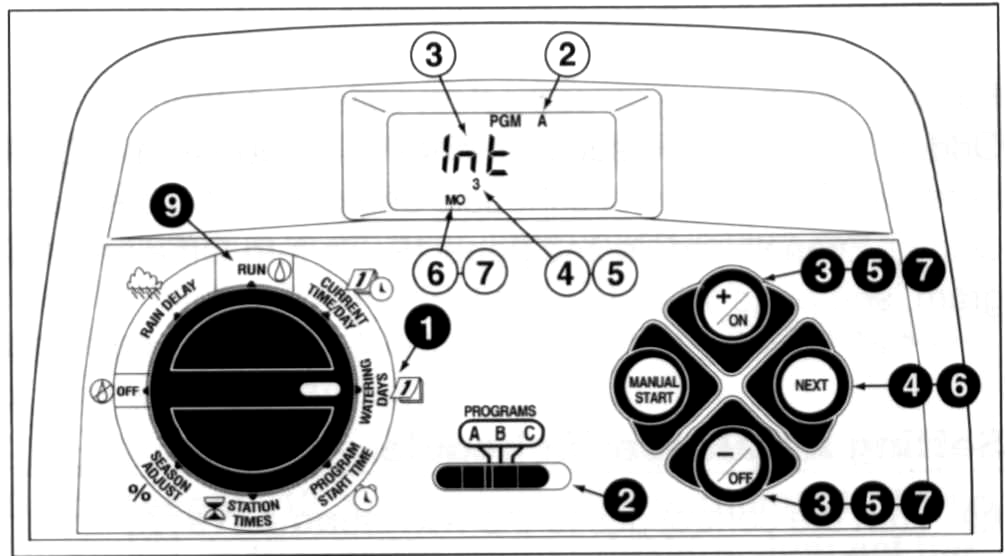 3 2
PGM A
Int
3
MO
9
6 7 4 5
RUN
CURRENT
TIME/DAY
1
RAIN DELAY
1
OFF
WATERING
DAYS
1
SEASON
ADJUST
%
STATION
TIMES
PROGRAM
START TIME
PROGRAMS
A B C
2
3 5 7
+
ON
MANUAL
START
NEXT
4 6
−
OFF
3 5 7